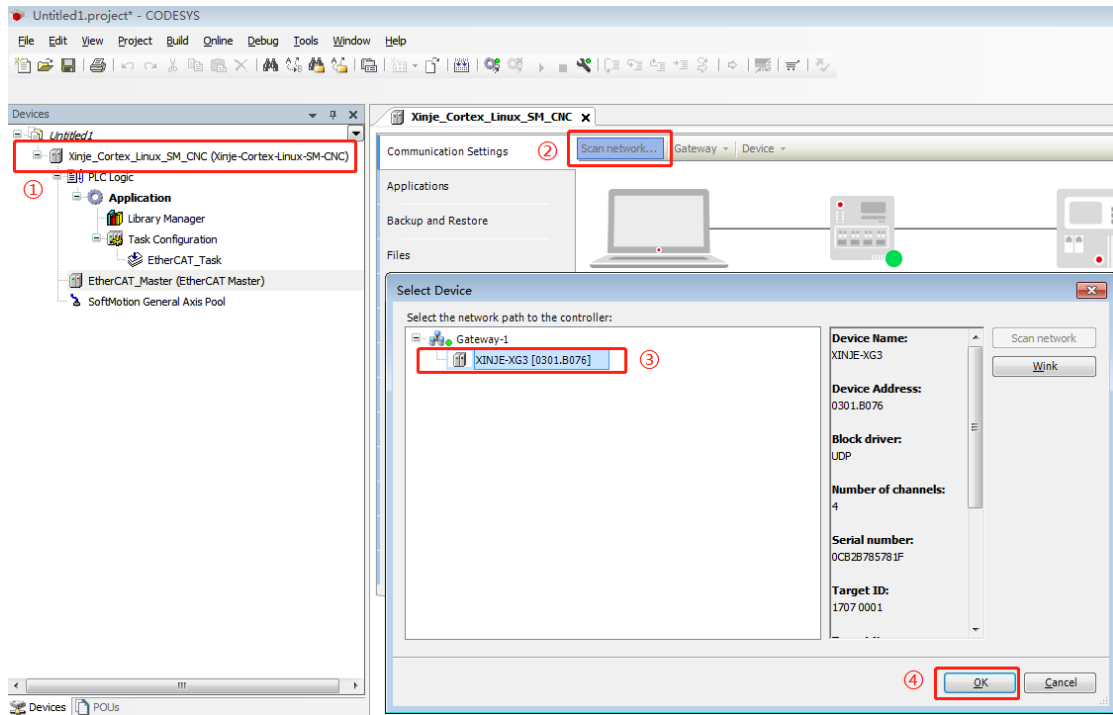 Untitled1.project* - CODESYS
File Edit View Project Build Online Debug Tools Window Help
Devices
Untitled1
Xinje_Cortex_Linux_SM_CNC (Xinje-Cortex-Linux-SM-CNC)
①
PLC Logic
Application
Library Manager
Task Configuration
EtherCAT_Task
EtherCAT_Master (EtherCAT Master)
SoftMotion General Axis Pool
Devices POUs
Xinje_Cortex_Linux_SM_CNC
Communication Settings
Applications
Backup and Restore
Files
②
Scan network... Gateway Device
Select Device
Select the network path to the controller:
Gateway-1
XINJE-XG3 [0301.B076]
③
Device Name:
XINJE-XG3
Device Address:
0301.B076
Block driver:
UDP
Number of channels:
4
Serial number:
0CB2B785781F
Target ID:
1707 0001
Scan network
Wink
④
OK Cancel